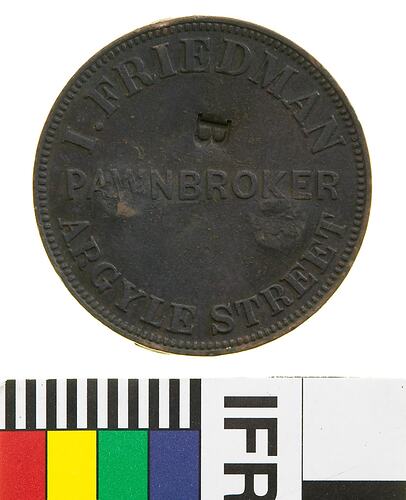 I. FRIEDMAN
B
PAWNBROKER
ARGYLE STREET
IFR